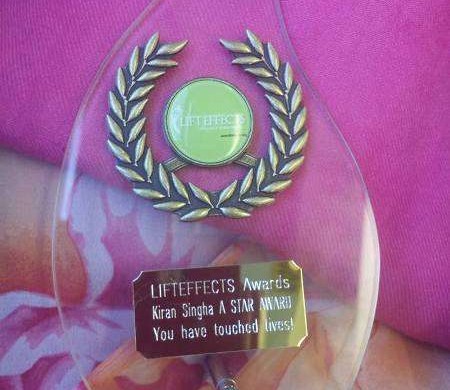 LIFTEFFECTS
LIFTEFFECTS Awards
Kiran Singha A STAR AWARD
You have touched lives!